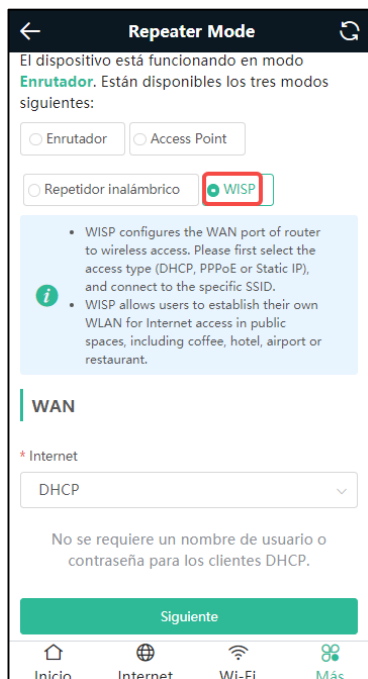 Repeater Mode
El dispositivo está funcionando en modo
Enrutador. Están disponibles los tres modos
siguientes:
Enrutador
Access Point
Repetidor inalámbrico
WISP
• WISP configures the WAN port of router
to wireless access. Please first select the
access type (DHCP, PPPoE or Static IP),
and connect to the specific SSID.
• WISP allows users to establish their own
WLAN for Internet access in public
spaces, including coffee, hotel, airport or
restaurant.
WAN
* Internet
DHCP
No se requiere un nombre de usuario o
contraseña para los clientes DHCP.
Siguiente
Inicio
Internet
Wi-Fi
Más